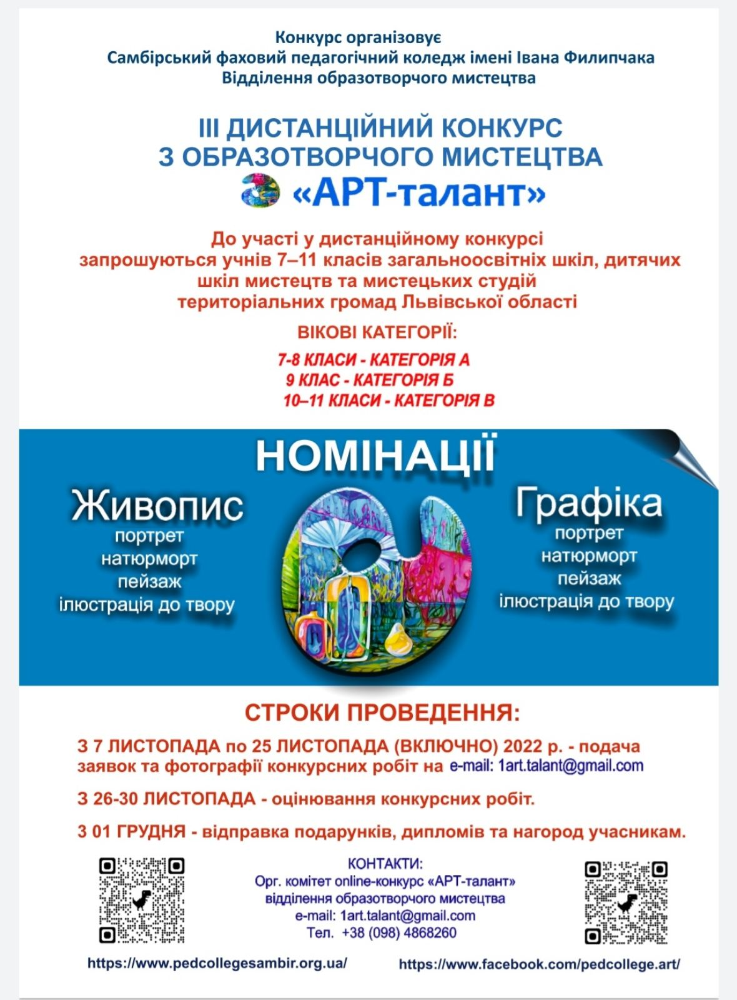 Конкурс організовує
Самбірський фаховий педагогічний коледж імені Івана Филипчака
Відділення образотворчого мистецтва
ІІІ ДИСТАНЦІЙНИЙ КОНКУРС
З ОБРАЗОТВОРЧОГО МИСТЕЦТВА
«АРТ-талант»
До участі у дистанційному конкурсі
запрошуються учнів 7–11 класів загальноосвітніх шкіл, дитячих
шкіл мистецтв та мистецьких студій
територіальних громад Львівської області
ВІКОВІ КАТЕГОРІЇ:
7-8 КЛАСИ - КАТЕГОРІЯ А
9 КЛАС - КАТЕГОРІЯ Б
10–11 КЛАСИ - КАТЕГОРІЯ В
НОМІНАЦІЇ
Живопис
портрет
натюрморт
пейзаж
ілюстрація до твору
Графіка
портрет
натюрморт
пейзаж
ілюстрація до твору
СТРОКИ ПРОВЕДЕННЯ:
З 7 ЛИСТОПАДА по 25 ЛИСТОПАДА (ВКЛЮЧНО) 2022 р. - подача
заявок та фотографії конкурсних робіт на e-mail: 1art.talant@gmail.com
З 26-30 ЛИСТОПАДА - оцінювання конкурсних робіт.
З 01 ГРУДНЯ - відправка подарунків, дипломів та нагород учасникам.
КОНТАКТИ:
Орг. комітет online-конкурс «АРТ-талант»
відділення образотворчого мистецтва
e-mail: 1art.talant@gmail.com
Тел. +38 (098) 4868260
https://www.pedcollegesambir.org.ua/
https://www.facebook.com/pedcollege.art/